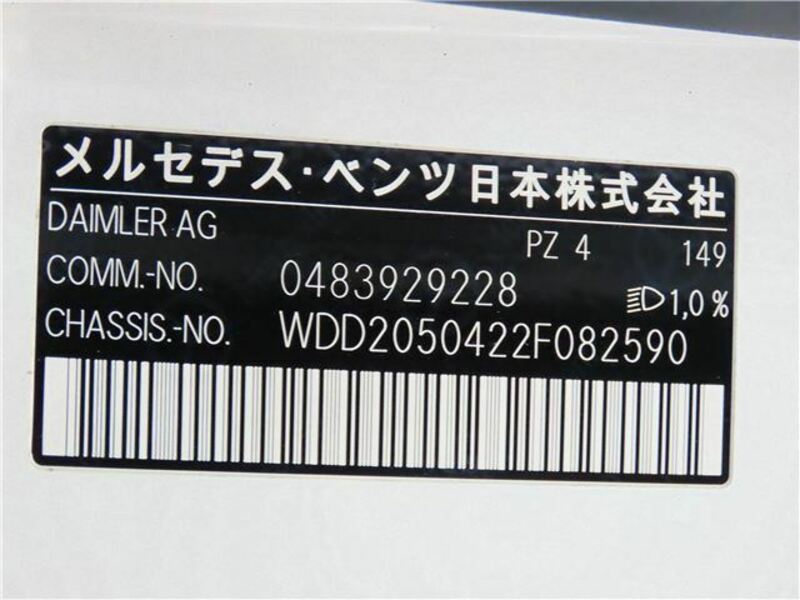 メルセデス・ベンツ日本株式会社
DAIMLER AG
PZ 4 149
COMM.-NO. 0483929228 1,0%
CHASSIS.-NO. WDD2050422F082590